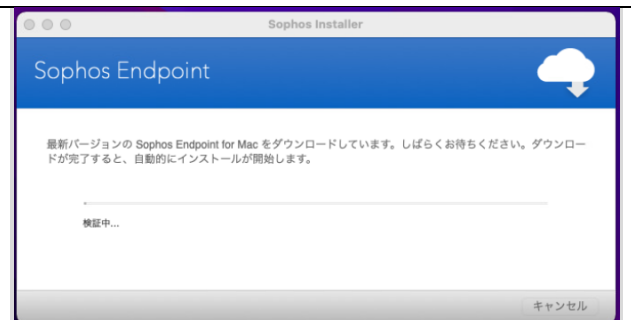 Sophos Installer
Sophos Endpoint
最新バージョンの Sophos Endpoint for Mac をダウンロードしています。しばらくお待ちください。ダウンロー
ドが完了すると、自動的にインストールが開始します。
検証中...
キャンセル